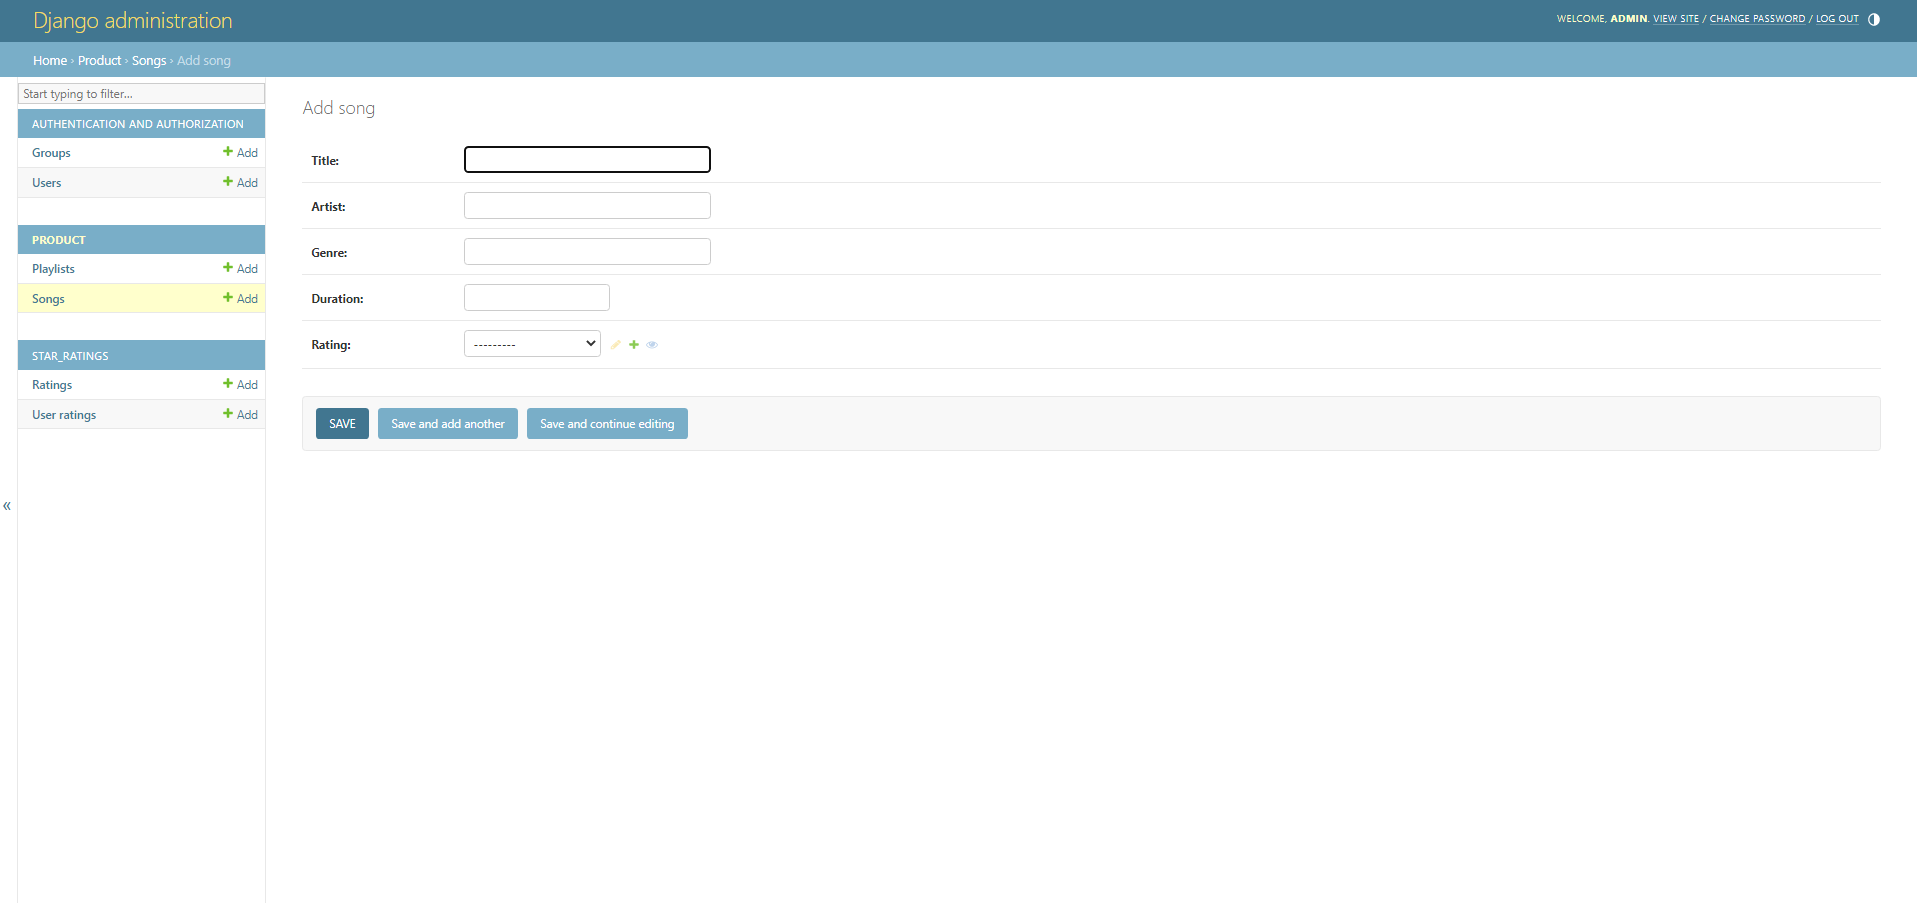 Django administration
WELCOME, ADMIN. VIEW SITE / CHANGE PASSWORD / LOG OUT
Home › Product › Songs › Add song
Start typing to filter...
AUTHENTICATION AND AUTHORIZATION
Groups + Add
Users + Add
PRODUCT
Playlists + Add
Songs + Add
STAR_RATINGS
Ratings + Add
User ratings + Add
«
Add song
Title:
Artist:
Genre:
Duration:
Rating: ---------
SAVE Save and add another Save and continue editing